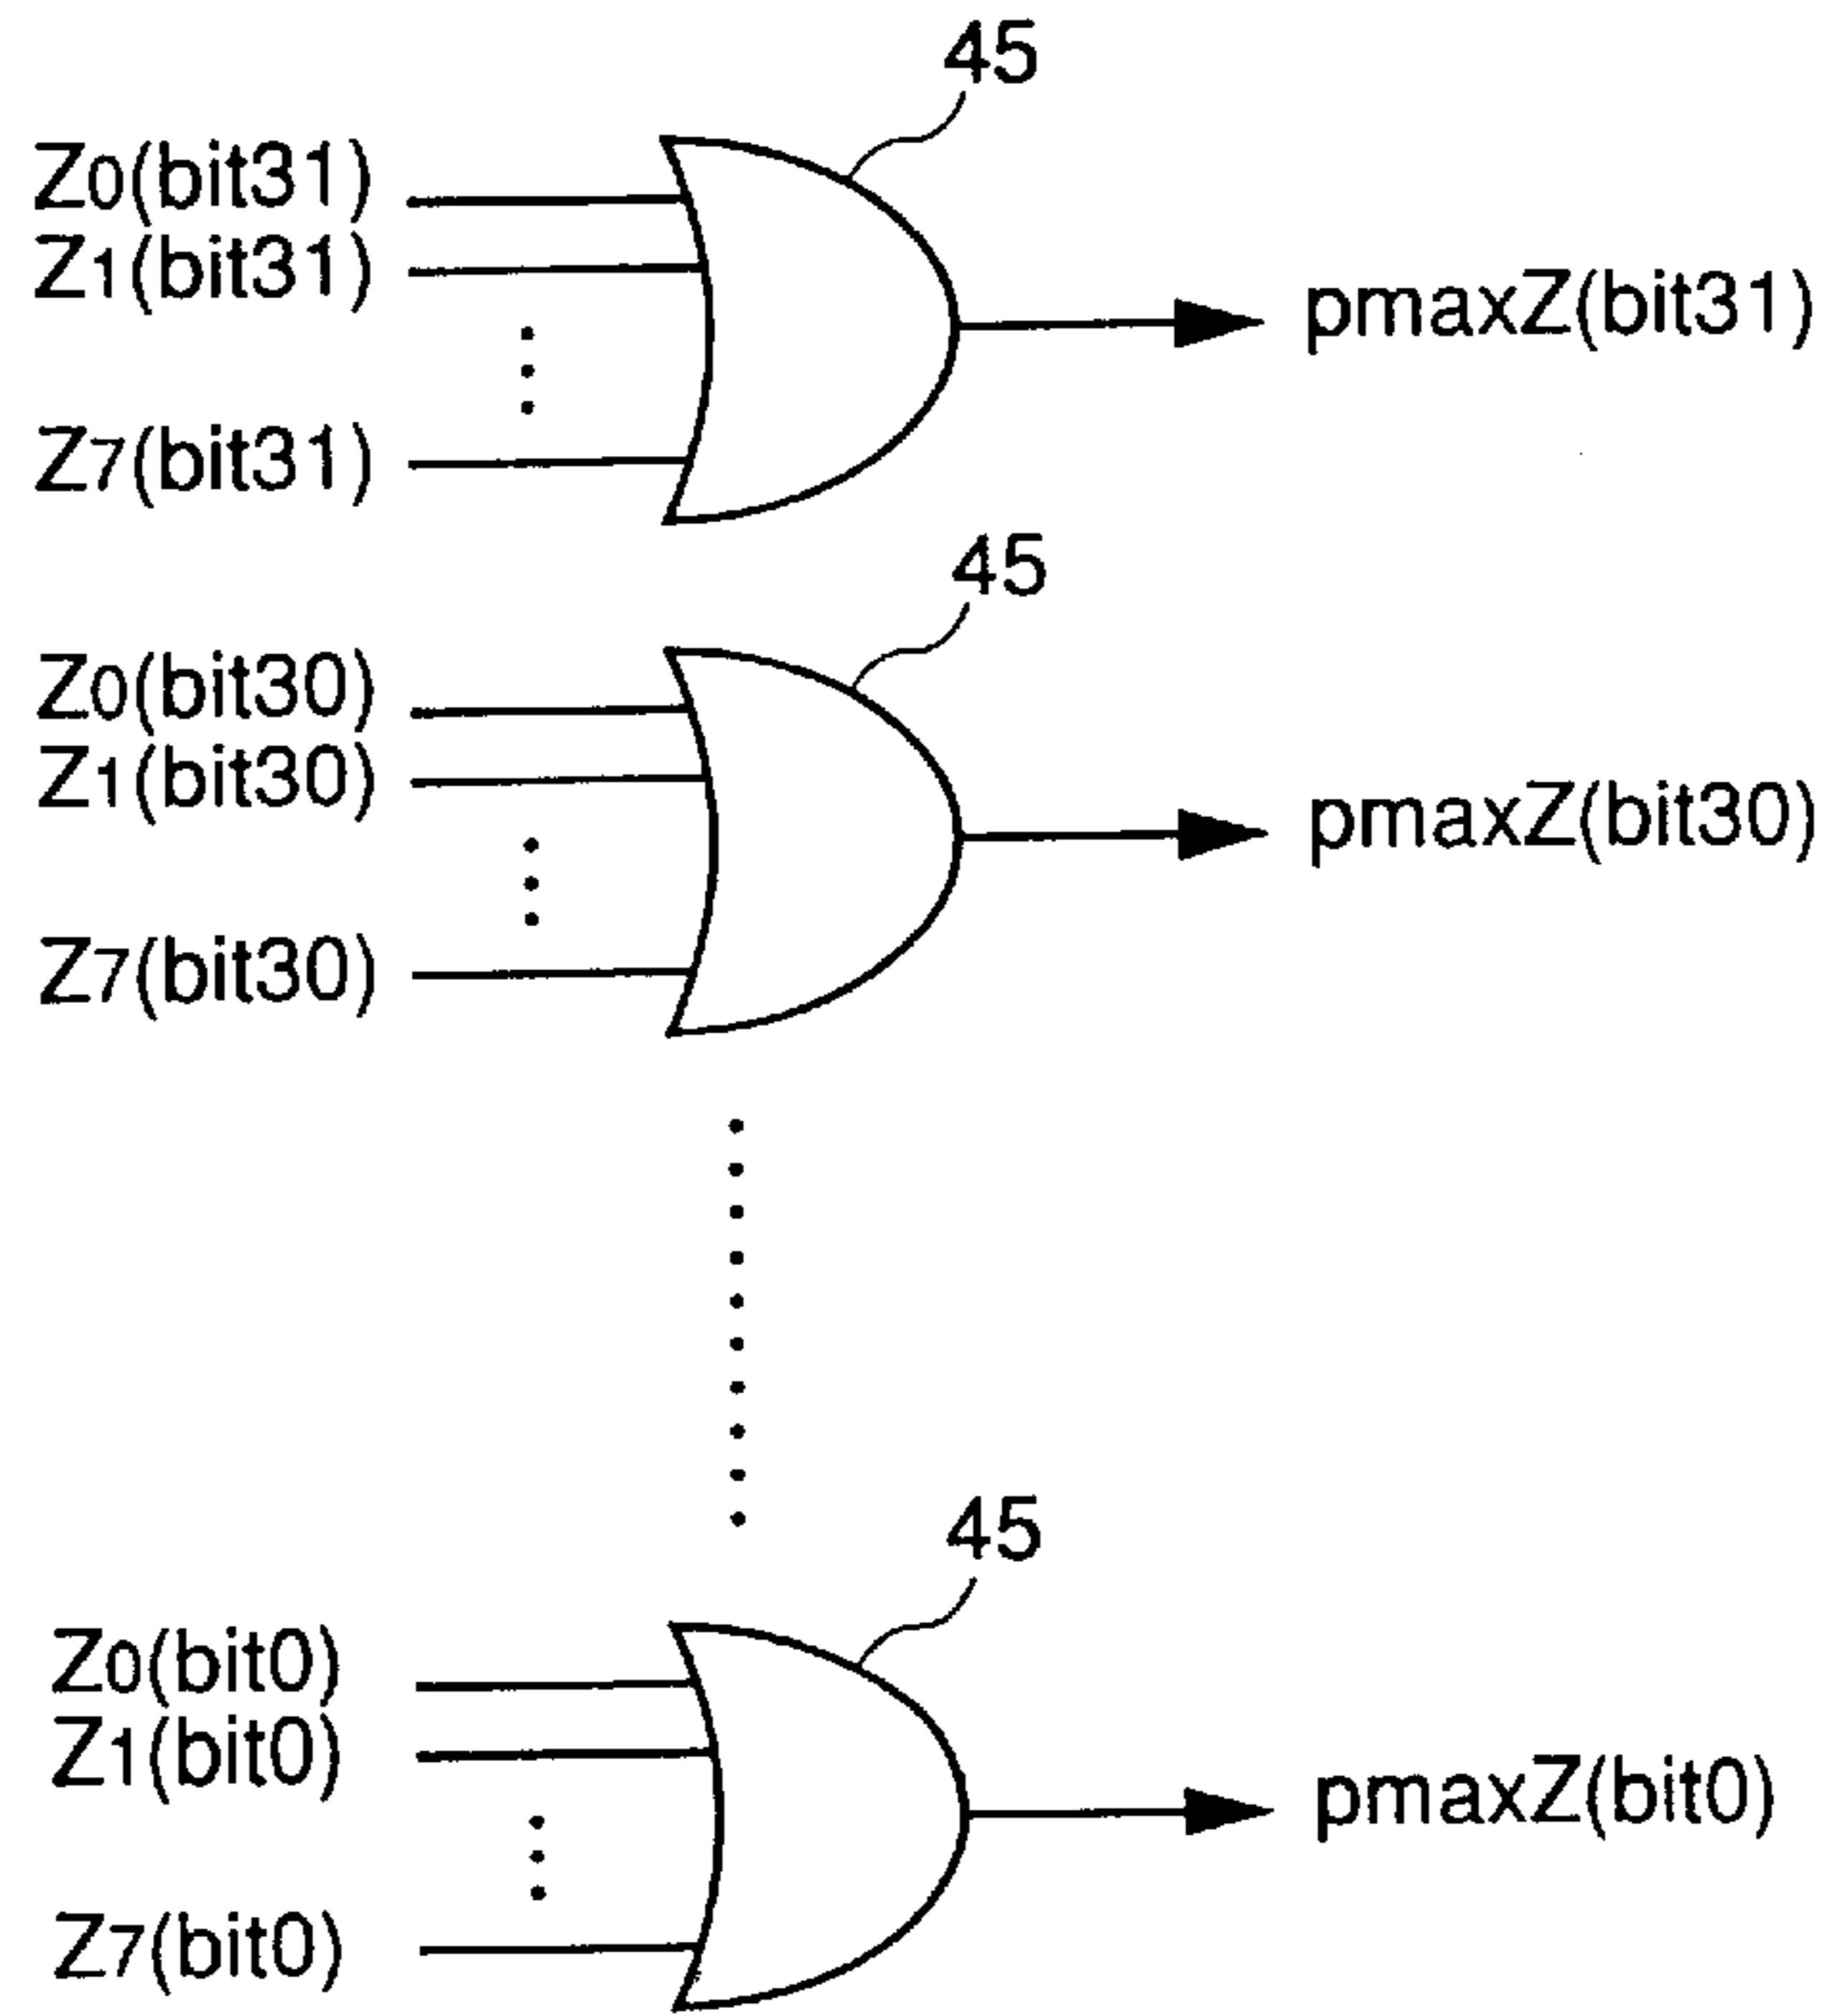 45
Z0(bit31)
Z1(bit31)
pmaxZ(bit31)
Z7(bit31)
45
Z0(bit30)
Z1(bit30)
pmaxZ(bit30)
Z7(bit30)
45
Z0(bit0)
Z1(bit0)
pmaxZ(bit0)
Z7(bit0)